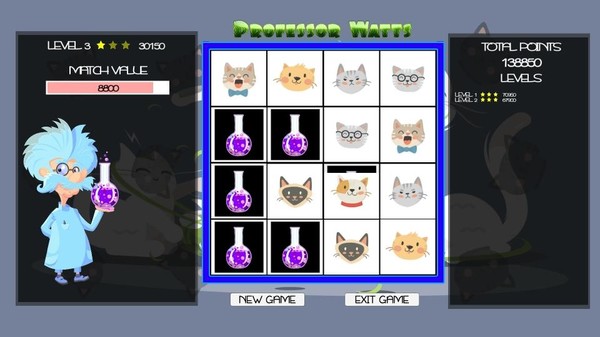 PROFESSOR WATTS
LEVEL 3 30150
MATCH VALUE
8800
TOTAL POINTS
138850
LEVELS
LEVEL 1 70950
LEVEL 2 67900
NEW GAME
EXIT GAME